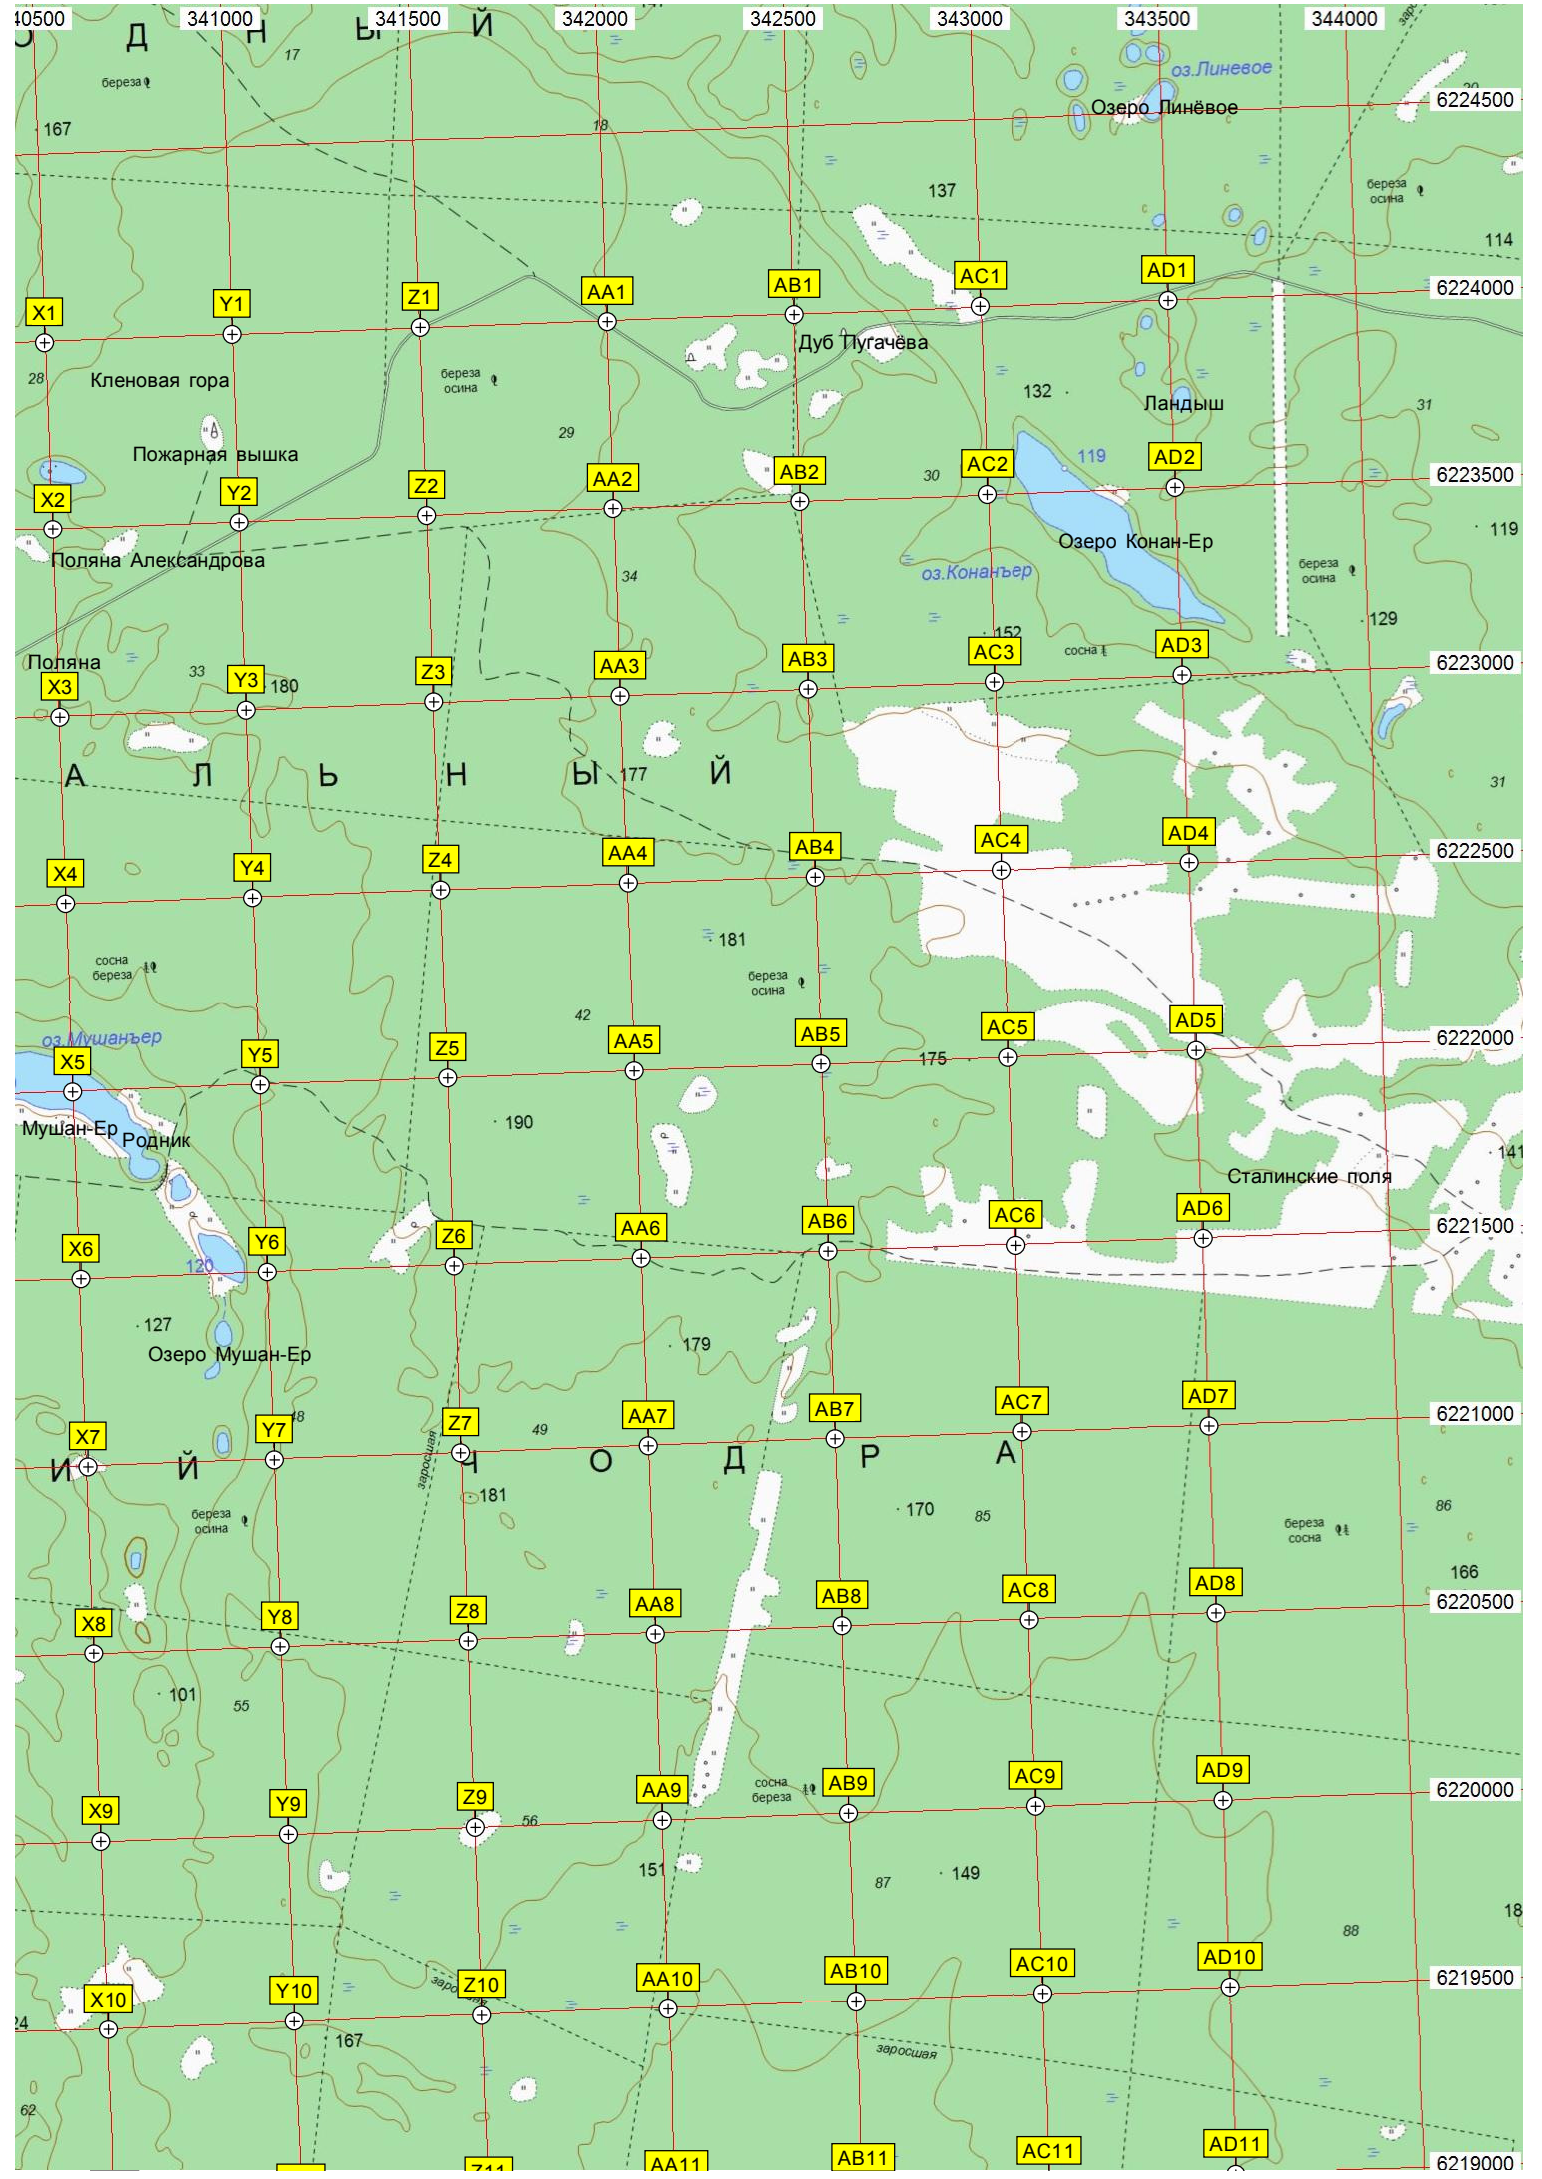 40500 341000 341500 342000 342500 343000 343500 344000
О Д Н Ы Й
17
береза
оз.Линевое
Озеро Линёвое
6224500
167
18
137
береза
осина
114
6224000
X1 Y1 Z1 AA1 AB1 AC1 AD1
Дуб Пугачёва
28
Кленовая гора
береза
осина
132
Ландыш
31
29
Пожарная вышка
119
30
6223500
X2 Y2 Z2 AA2 AB2 AC2 AD2
119
Озеро Конан-Ер
Поляна Александрова
34
оз.Конанъер
береза
осина
129
152
сосна
Поляна
33
180
6223000
X3 Y3 Z3 AA3 AB3 AC3 AD3
А Л Ь Н Ы Й
177
31
6222500
X4 Y4 Z4 AA4 AB4 AC4 AD4
181
сосна
береза
береза
осина
42
оз.Мушанъер
175
6222000
X5 Y5 Z5 AA5 AB5 AC5 AD5
190
Мушан-Ер
Родник
141
Сталинские поля
6221500
X6 Y6 Z6 AA6 AB6 AC6 AD6
120
127
179
Озеро Мушан-Ер
48
49
заросшая
6221000
X7 Y7 Z7 AA7 AB7 AC7 AD7
И Й Ч О Д Р А
181
170
85
86
береза
осина
береза
сосна
166
6220500
X8 Y8 Z8 AA8 AB8 AC8 AD8
101
55
сосна
береза
6220000
X9 Y9 Z9 AA9 AB9 AC9 AD9
56
151
149
87
88
18
заросшая
6219500
X10 Y10 Z10 AA10 AB10 AC10 AD10
24
167
заросшая
62
6219000
Z11 AA11 AB11 AC11 AD11